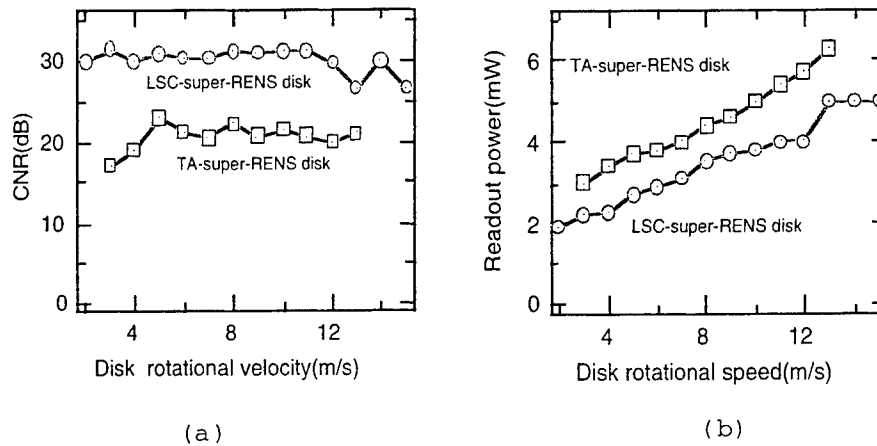 30
20
10
0
CNR(dB)
LSC-super-RENS disk
TA-super-RENS disk
4
8
12
Disk rotational velocity(m/s)
(a)
6
4
2
0
Readout power(mW)
TA-super-RENS disk
LSC-super-RENS disk
4
8
12
Disk rotational speed(m/s)
(b)